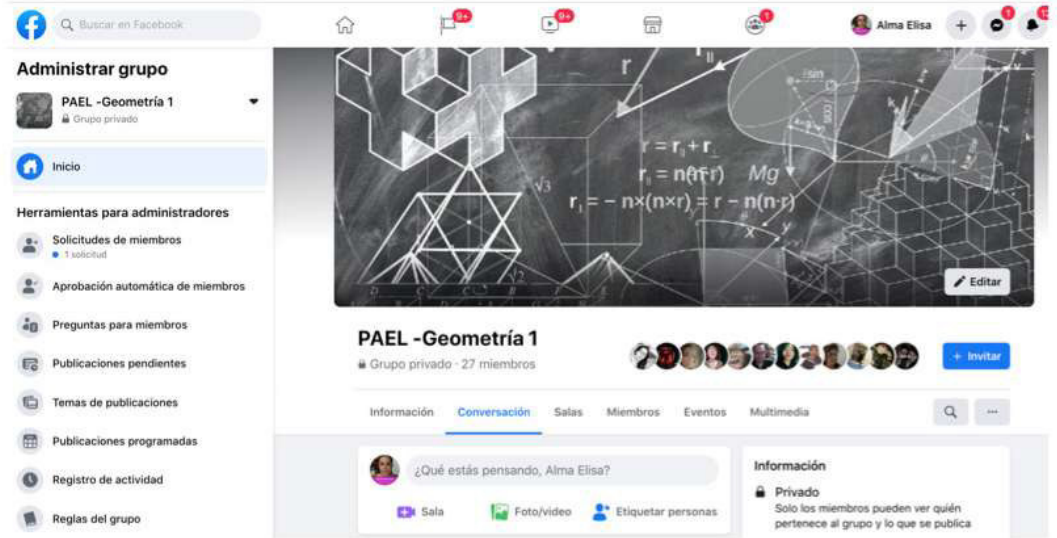 Buscar en Facebook
9+
9+
1
Alma Elisa
1
Administrar grupo
PAEL -Geometría 1
Grupo privado
Inicio
Herramientas para administradores
Solicitudes de miembros
1 solicitud
Aprobación automática de miembros
Preguntas para miembros
Publicaciones pendientes
Temas de publicaciones
Publicaciones programadas
Registro de actividad
Reglas del grupo
r
√3
Mg
√2
Editar
PAEL -Geometría 1
Grupo privado · 27 miembros
+ Invitar
Información
Conversación
Salas
Miembros
Eventos
Multimedia
¿Qué estás pensando, Alma Elisa?
Sala
Foto/video
Etiquetar personas
Información
Privado
Solo los miembros pueden ver quién
pertenece al grupo y lo que se publica